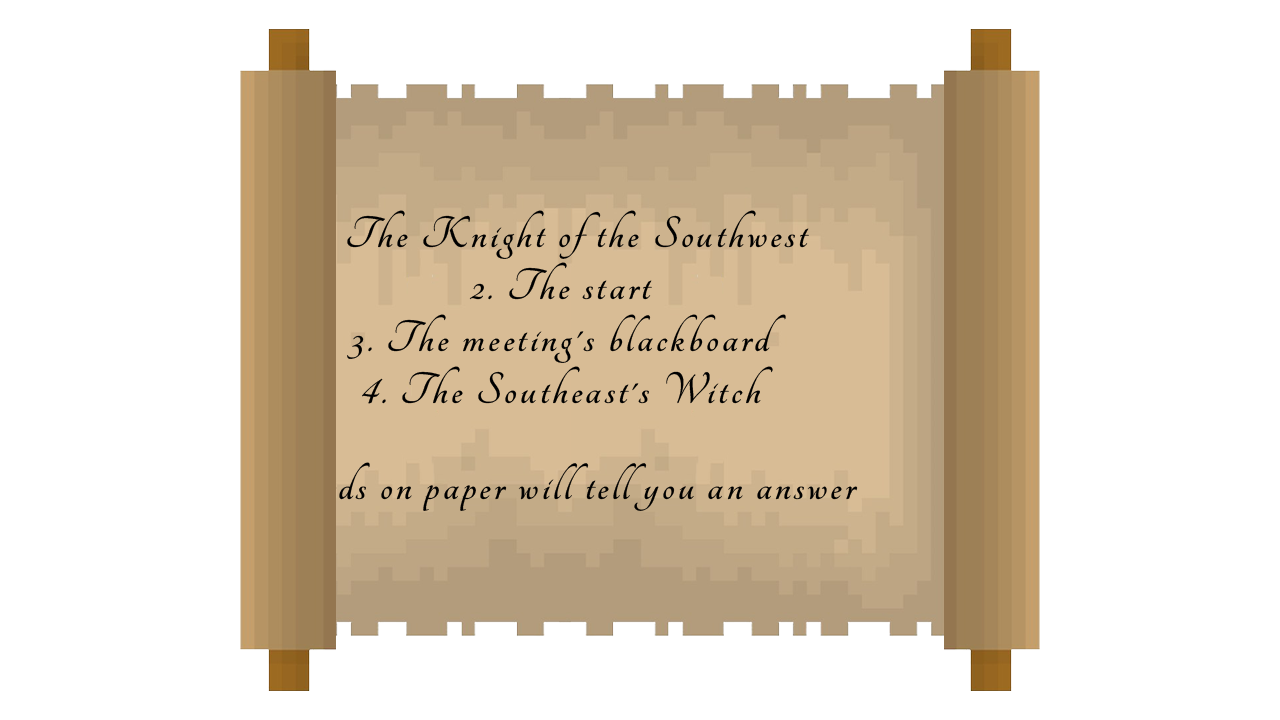 The Knight of the Southwest
2. The start
3. The meeting's blackboard
4. The Southeast's Witch
ds on paper will tell you an answer